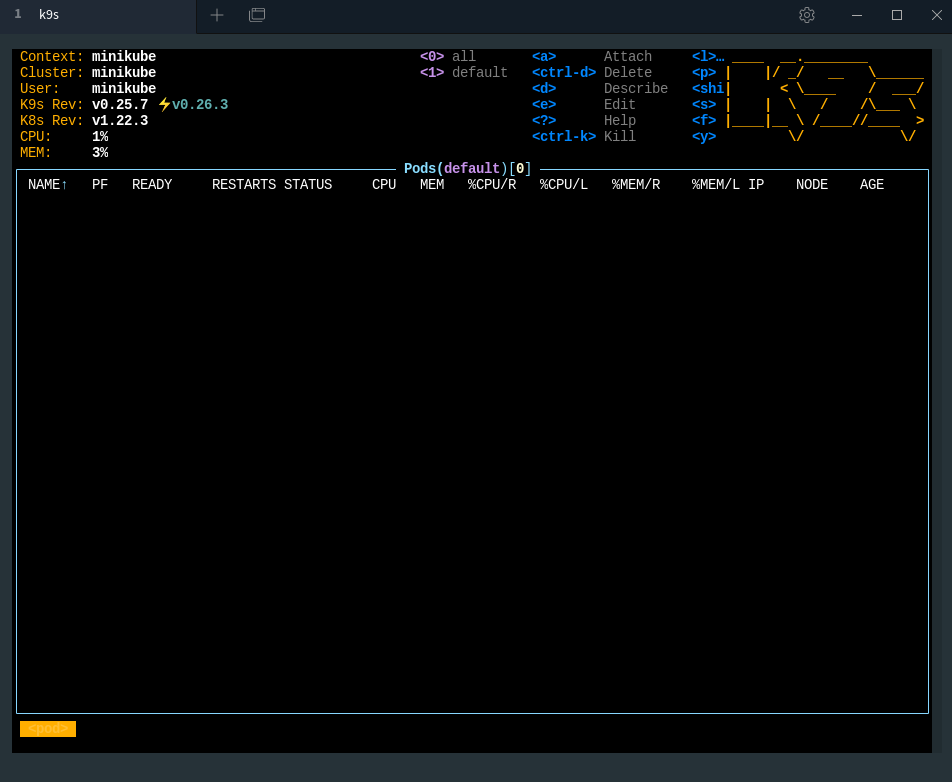 1 k9s
Context: minikube <0> all <a> Attach <l>…
Cluster: minikube <1> default <ctrl-d> Delete <p>
User: minikube <d> Describe <shi
K9s Rev: v0.25.7 ⚡v0.26.3 <e> Edit <s>
K8s Rev: v1.22.3 <?> Help <f>
CPU: 1% <ctrl-k> Kill <y>
MEM: 3%
Pods(default)[0]
NAME↑ PF READY RESTARTS STATUS CPU MEM %CPU/R %CPU/L %MEM/R %MEM/L IP NODE AGE
<pod>